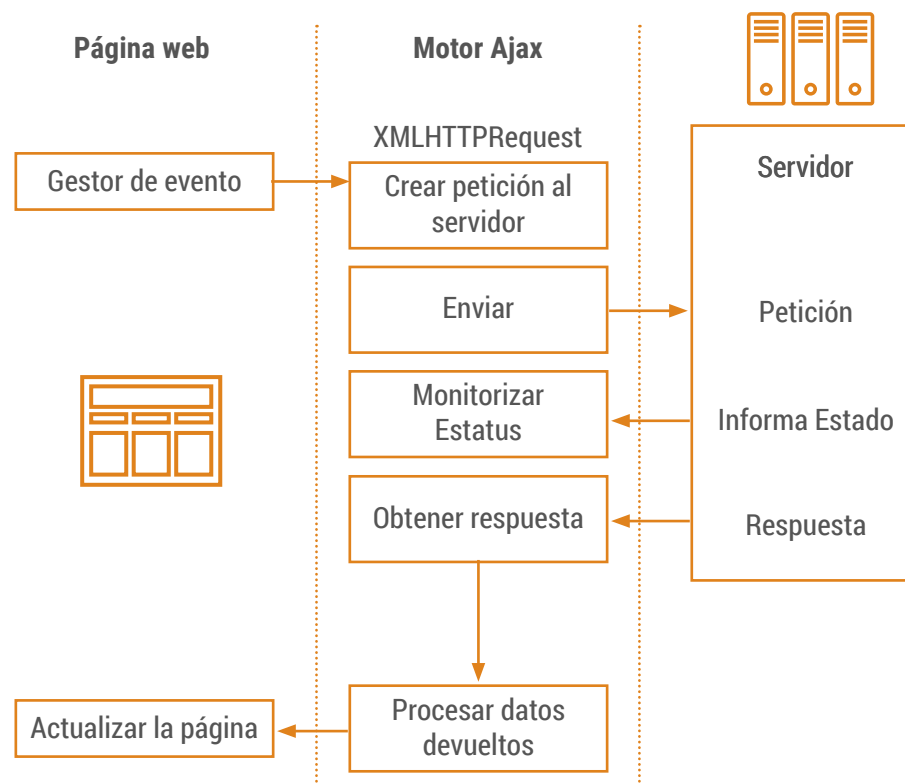 Página web
Motor Ajax
XMLHTTPRequest
Gestor de evento
Crear petición al
servidor
Servidor
Enviar
Petición
Monitorizar
Estatus
Informa Estado
Obtener respuesta
Respuesta
Procesar datos
devueltos
Actualizar la página